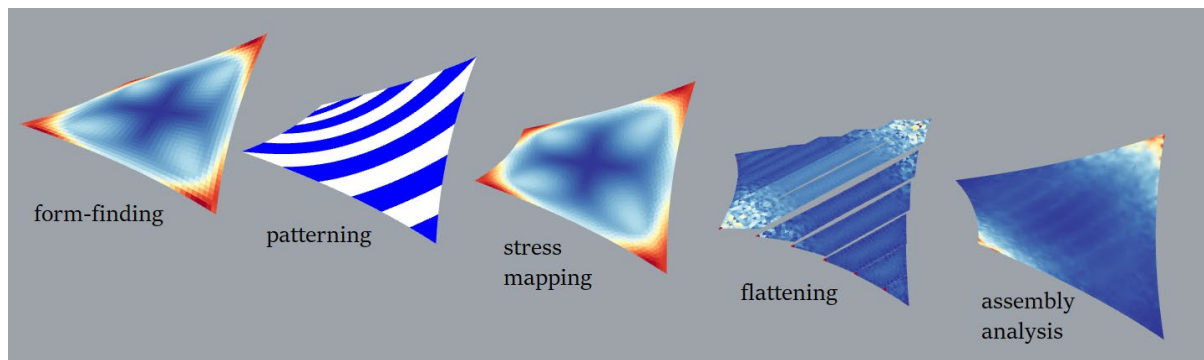 form-finding
patterning
stress
mapping
flattening
assembly
analysis